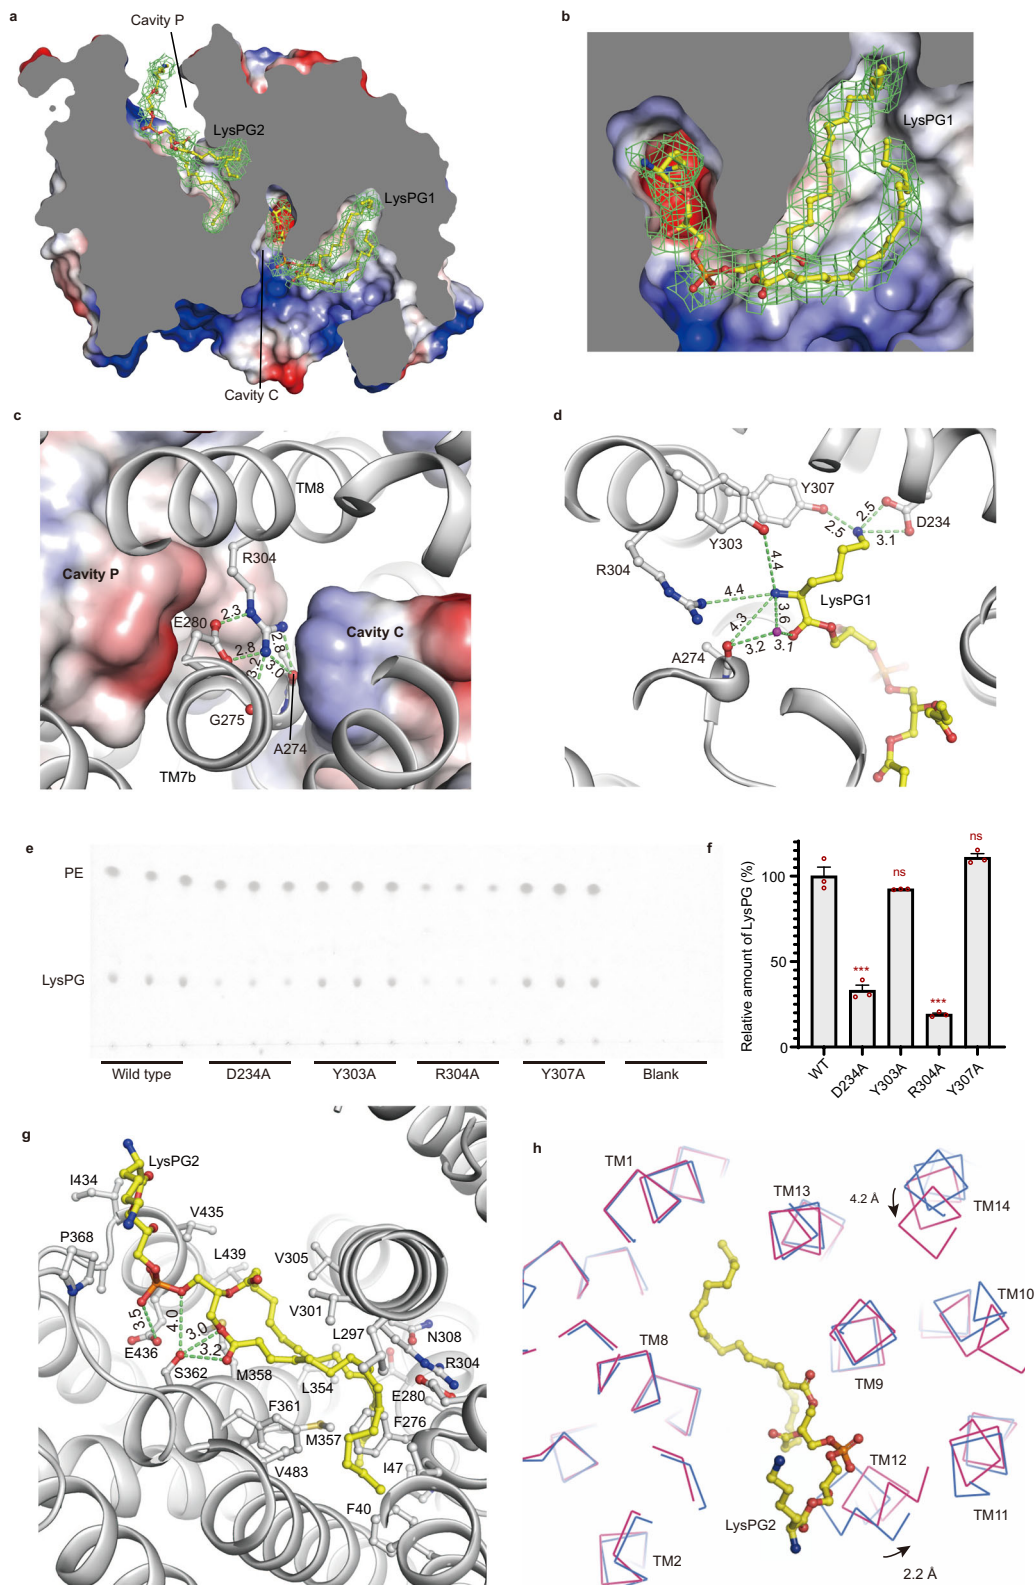 a
Cavity P
LysPG2
LysPG1
Cavity C
b
LysPG1
c
TM8
R304
Cavity P
E280
2.3
2.8
2.8
3.2
3.0
Cavity C
G275
A274
TM7b
d
Y307
2.5
2.5
D234
3.1
Y303
4.4
R304
4.4
LysPG1
4.3
3.6
3.2
3.1
A274
e
PE
LysPG
Wild type
D234A
Y303A
R304A
Y307A
Blank
f
Relative amount of LysPG (%)
100
50
0
***
ns
***
ns
WT
D234A
Y303A
R304A
Y307A
g
LysPG2
I434
V435
P368
L439
V305
V301
3.5
4.0
3.0
3.2
L297
N308
E436
S362
M358
L354
R304
E280
F361
F276
M357
I47
V483
F40
h
TM1
TM13
4.2 Å
TM14
TM10
TM8
TM9
TM12
LysPG2
TM11
TM2
2.2 Å